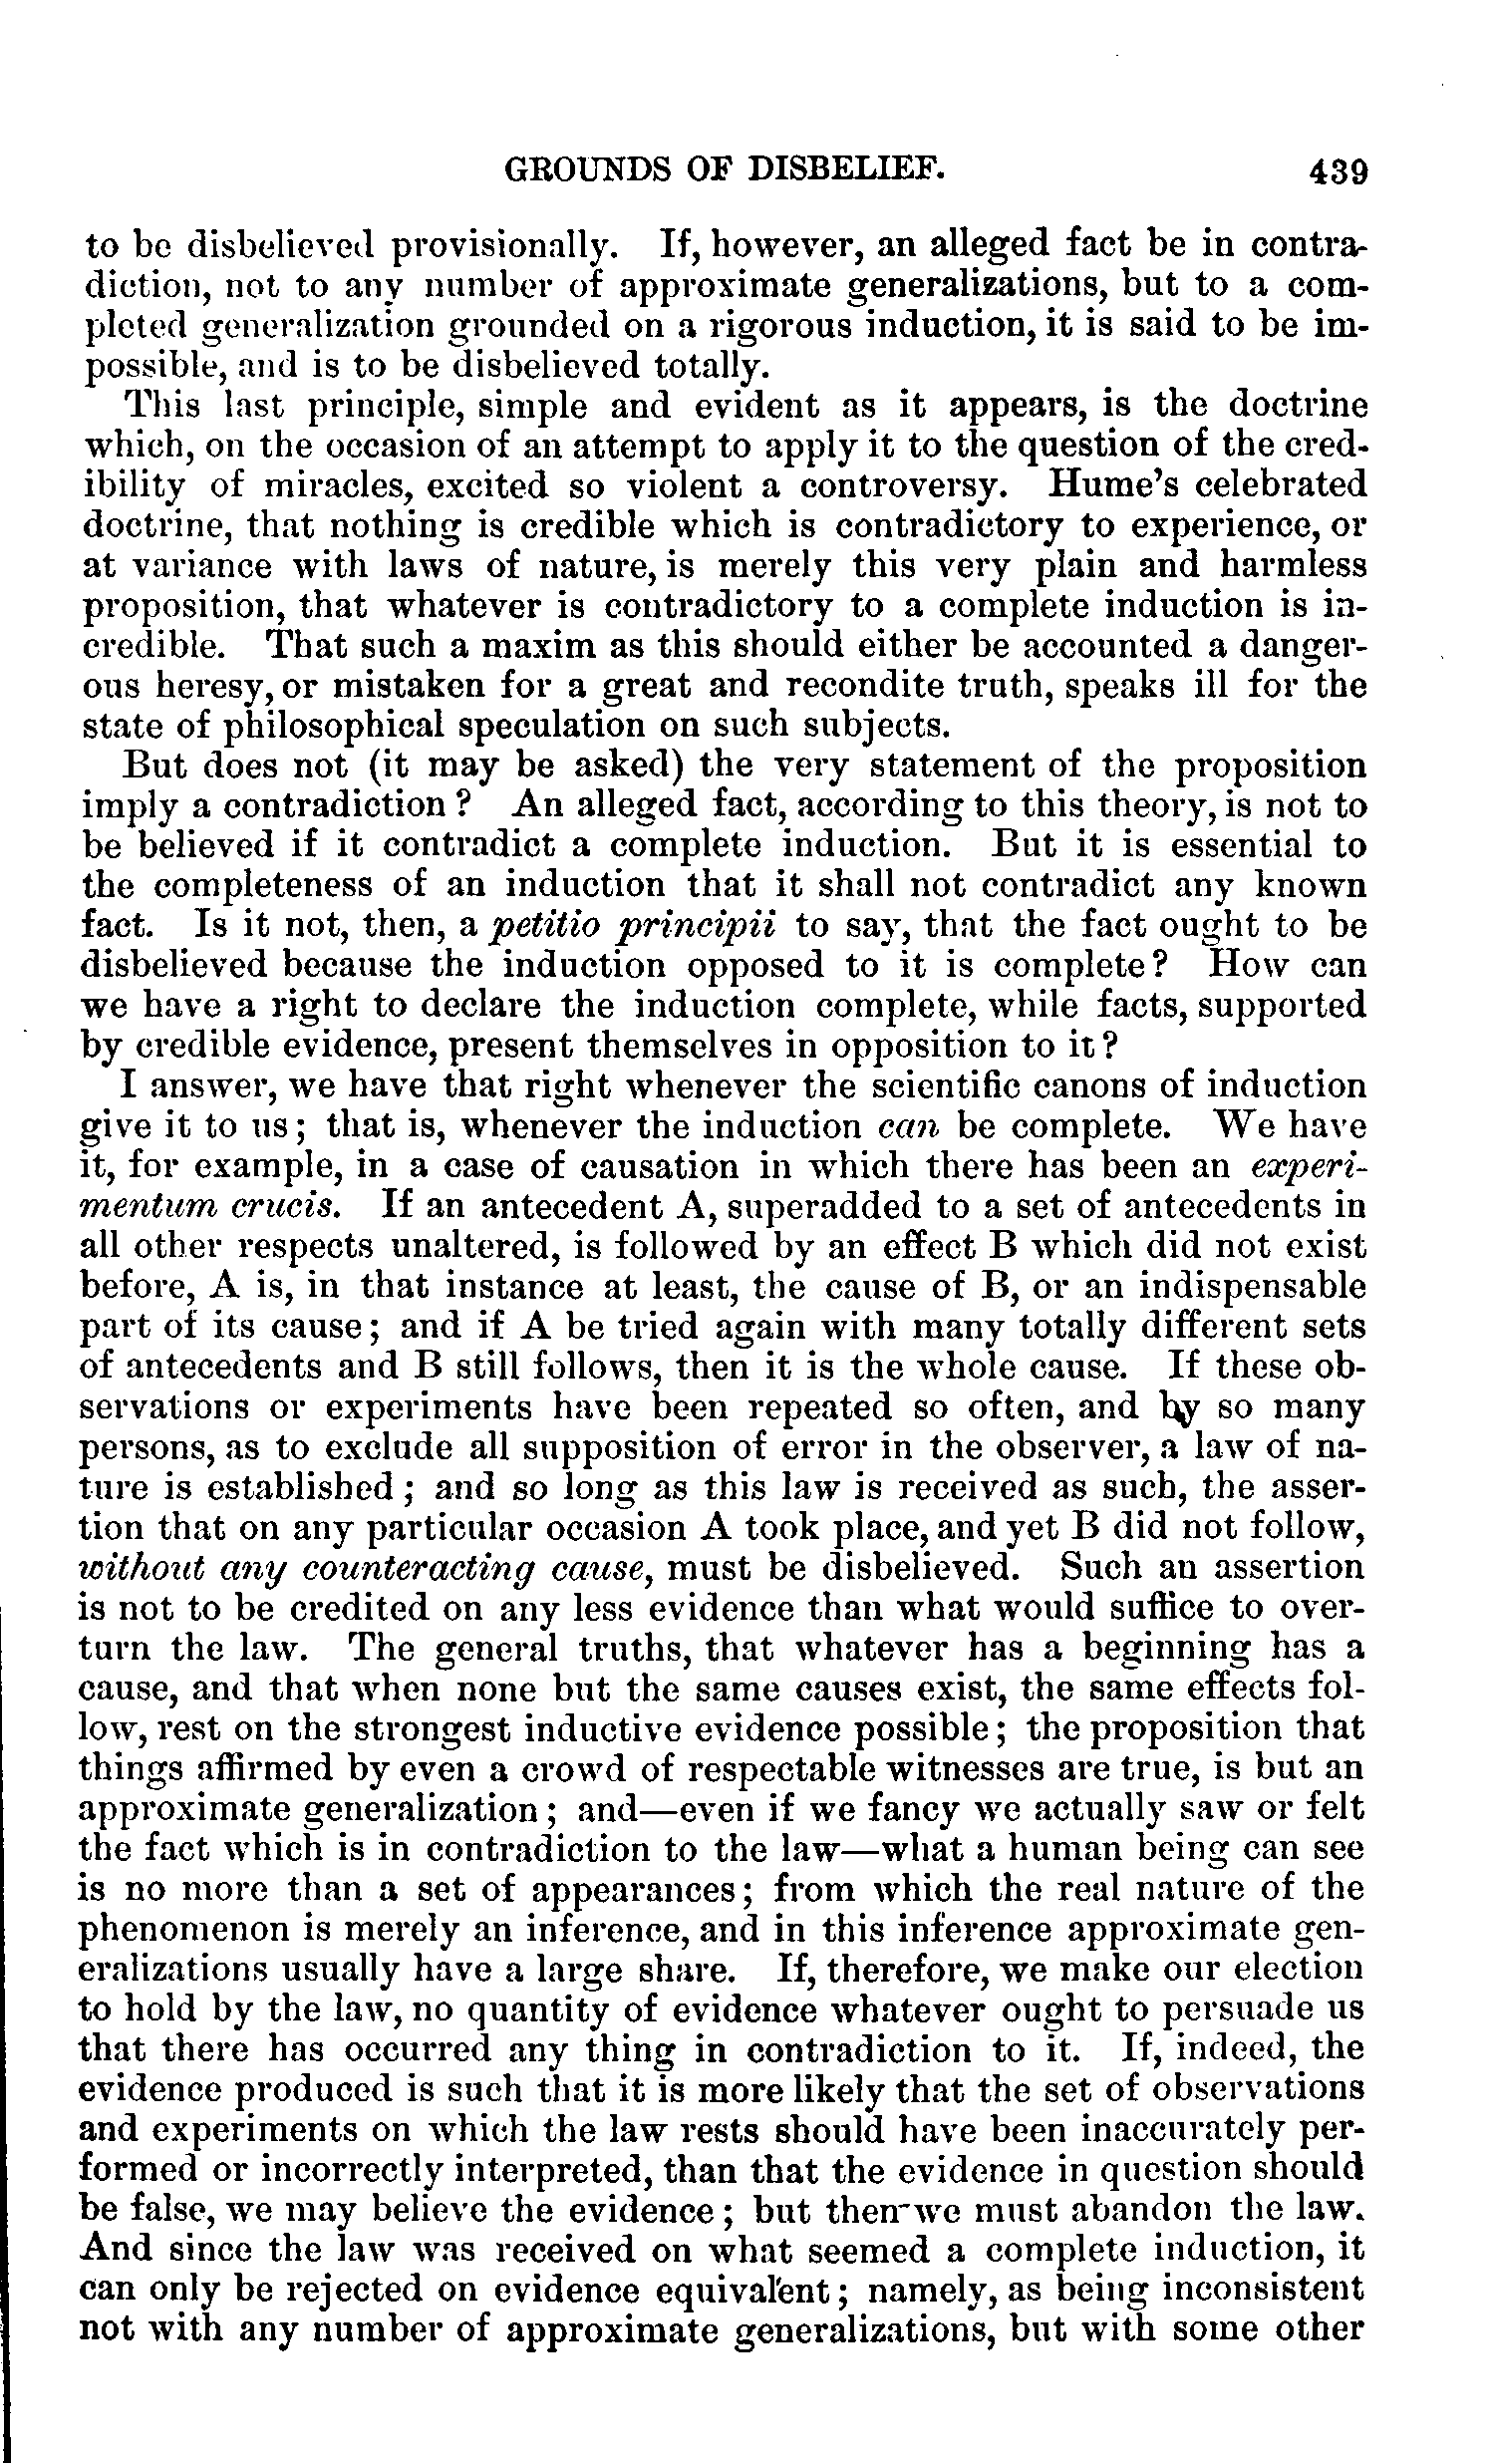 GROUNDS OF DISBELIEF. 439
to be disbelieved provisionally. If, however, an alleged fact be in contra-
diction, not to any number of approximate generalizations, but to a com-
pleted generalization grounded on a rigorous induction, it is said to be im-
possible, and is to be disbelieved totally.
This last principle, simple and evident as it appears, is the doctrine
which, on the occasion of an attempt to apply it to the question of the cred-
ibility of miracles, excited so violent a controversy. Hume's celebrated
doctrine, that nothing is credible which is contradictory to experience, or
at variance with laws of nature, is merely this very plain and harmless
proposition, that whatever is contradictory to a complete induction is in-
credible. That such a maxim as this should either be accounted a danger-
ous heresy, or mistaken for a great and recondite truth, speaks ill for the
state of philosophical speculation on such subjects.
But does not (it may be asked) the very statement of the proposition
imply a contradiction? An alleged fact, according to this theory, is not to
be believed if it contradict a complete induction. But it is essential to
the completeness of an induction that it shall not contradict any known
fact. Is it not, then, a petitio principii to say, that the fact ought to be
disbelieved because the induction opposed to it is complete? How can
we have a right to declare the induction complete, while facts, supported
by credible evidence, present themselves in opposition to it?
I answer, we have that right whenever the scientific canons of induction
give it to us; that is, whenever the induction can be complete. We have
it, for example, in a case of causation in which there has been an experi-
mentum crucis. If an antecedent A, superadded to a set of antecedents in
all other respects unaltered, is followed by an effect B which did not exist
before, A is, in that instance at least, the cause of B, or an indispensable
part of its cause; and if A be tried again with many totally different sets
of antecedents and B still follows, then it is the whole cause. If these ob-
servations or experiments have been repeated so often, and by so many
persons, as to exclude all supposition of error in the observer, a law of na-
ture is established; and so long as this law is received as such, the asser-
tion that on any particular occasion A took place, and yet B did not follow,
without any counteracting cause, must be disbelieved. Such an assertion
is not to be credited on any less evidence than what would suffice to over-
turn the law. The general truths, that whatever has a beginning has a
cause, and that when none but the same causes exist, the same effects fol-
low, rest on the strongest inductive evidence possible; the proposition that
things affirmed by even a crowd of respectable witnesses are true, is but an
approximate generalization; and—even if we fancy we actually saw or felt
the fact which is in contradiction to the law—what a human being can see
is no more than a set of appearances; from which the real nature of the
phenomenon is merely an inference, and in this inference approximate gen-
eralizations usually have a large share. If, therefore, we make our election
to hold by the law, no quantity of evidence whatever ought to persuade us
that there has occurred any thing in contradiction to it. If, indeed, the
evidence produced is such that it is more likely that the set of observations
and experiments on which the law rests should have been inaccurately per-
formed or incorrectly interpreted, than that the evidence in question should
be false, we may believe the evidence; but then we must abandon the law.
And since the law was received on what seemed a complete induction, it
can only be rejected on evidence equivalent; namely, as being inconsistent
not with any number of approximate generalizations, but with some other